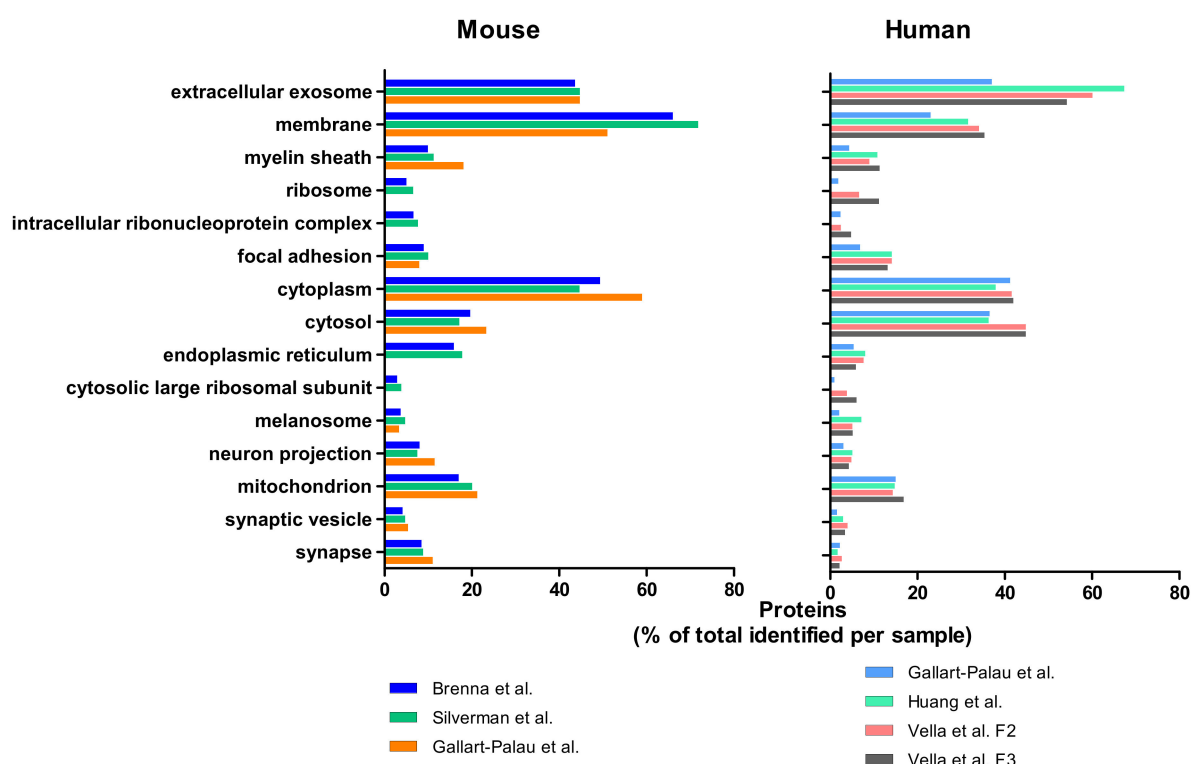 Mouse
Human
extracellular exosome
membrane
myelin sheath
ribosome
intracellular ribonucleoprotein complex
focal adhesion
cytoplasm
cytosol
endoplasmic reticulum
cytosolic large ribosomal subunit
melanosome
neuron projection
mitochondrion
synaptic vesicle
synapse
0 20 40 60 80
0 20 40 60 80
Proteins
(% of total identified per sample)
Brenna et al.
Silverman et al.
Gallart-Palau et al.
Gallart-Palau et al.
Huang et al.
Vella et al. F2
Vella et al. F3